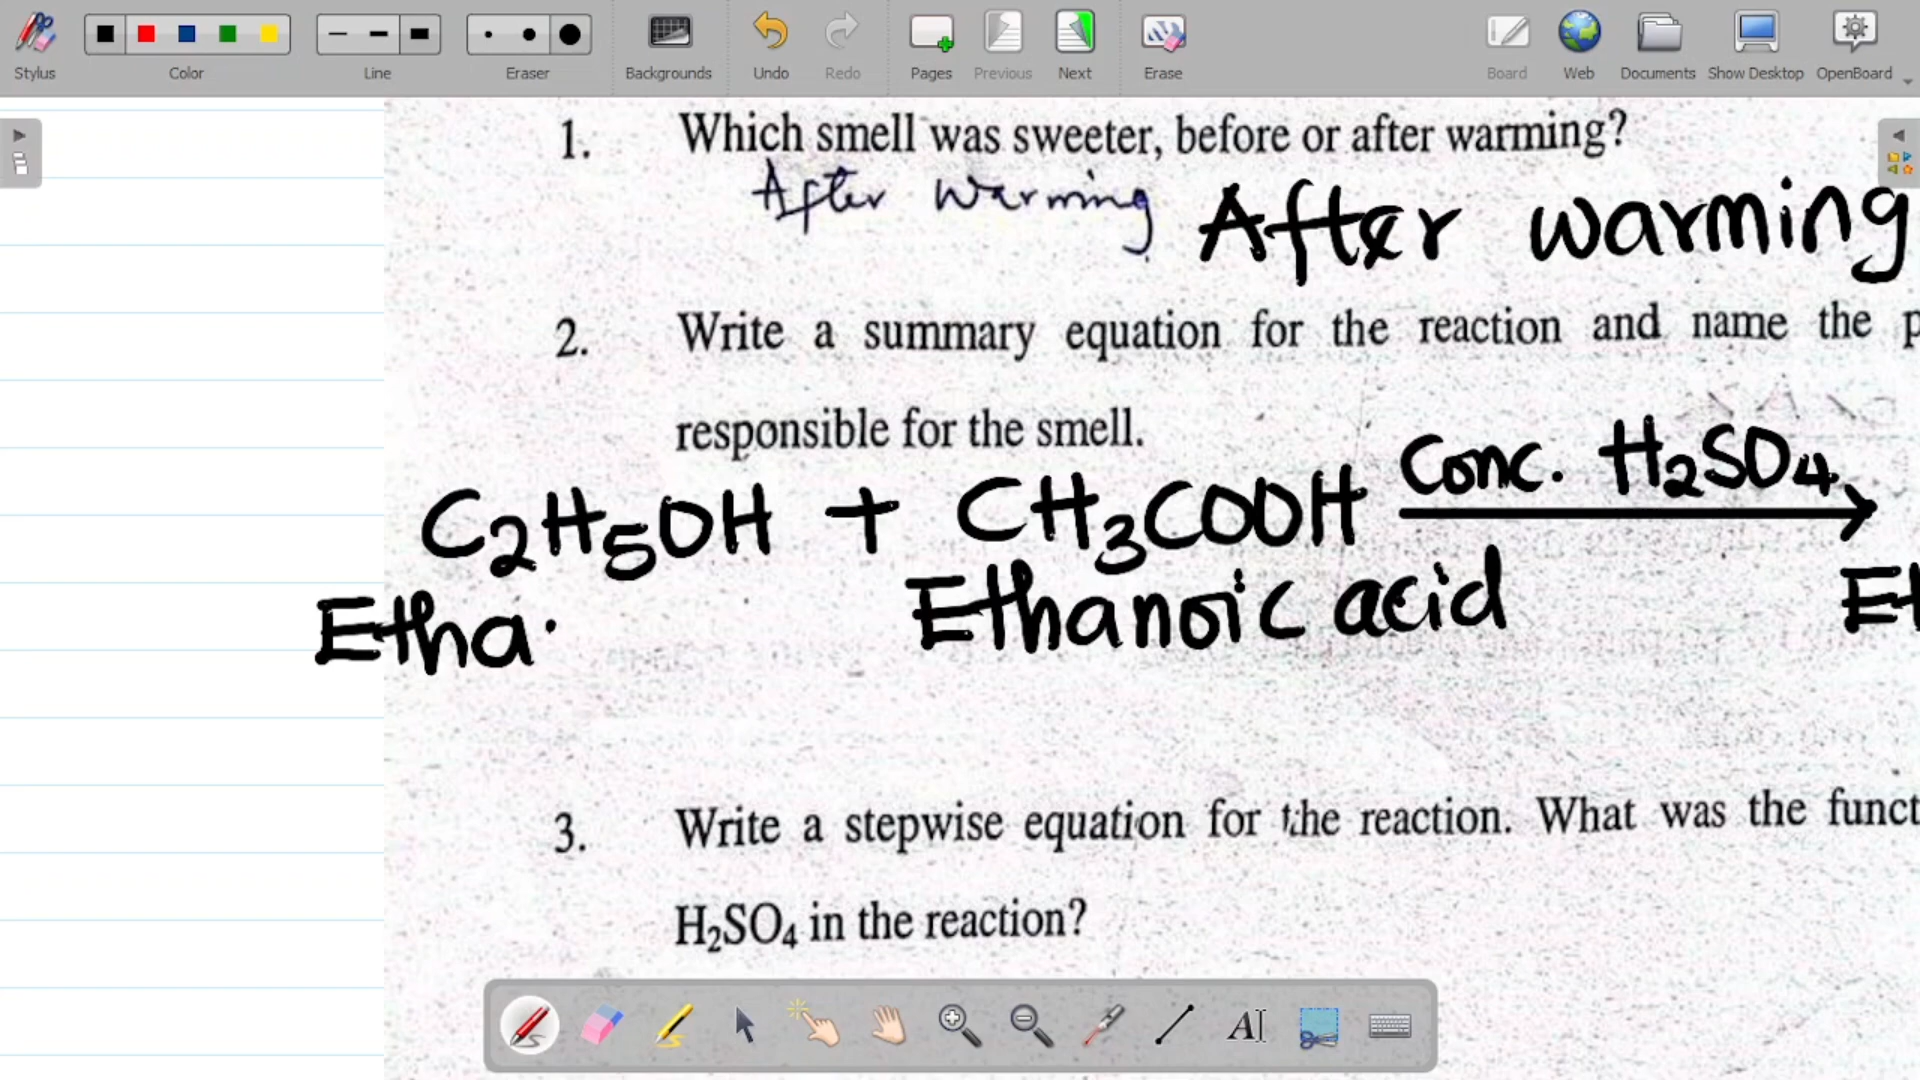 Stylus Color Line Eraser Backgrounds Undo Redo Pages Previous Next Erase Board Web Documents Show Desktop OpenBoard
1. Which smell was sweeter, before or after warming?
After warming After warming
2. Write a summary equation for the reaction and name the p
responsible for the smell.
C2H5OH + CH3COOH Conc. H2SO4 →
Etha Ethanoic acid Et
3. Write a stepwise equation for the reaction. What was the funct
H₂SO₄ in the reaction?